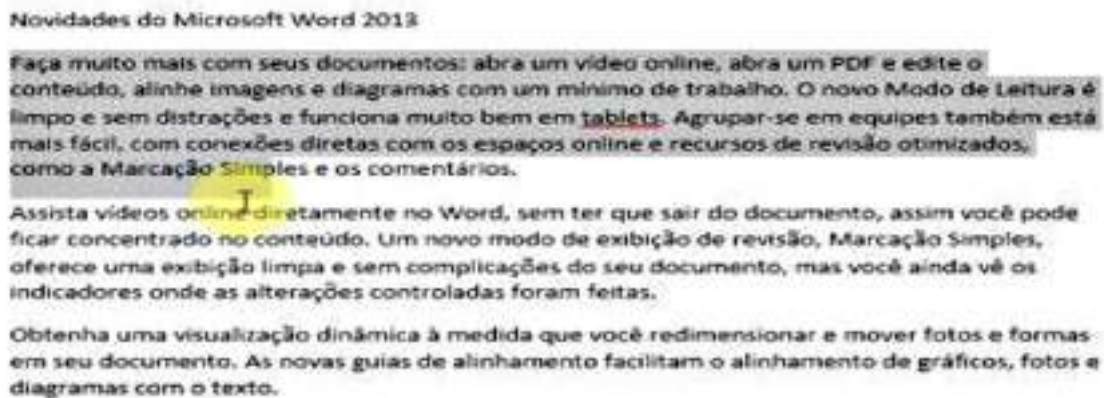 Novidades do Microsoft Word 2013
Faça muito mais com seus documentos: abra um vídeo online, abra um PDF e edite o
conteúdo, alinhe imagens e diagramas com um mínimo de trabalho. O novo Modo de Leitura é
limpo e sem distrações e funciona muito bem em tablets. Agrupar-se em equipes também está
mais fácil, com conexões diretas com os espaços online e recursos de revisão otimizados,
como a Marcação Simples e os comentários.
Assista vídeos online diretamente no Word, sem ter que sair do documento, assim você pode
ficar concentrado no conteúdo. Um novo modo de exibição de revisão, Marcação Simples,
oferece uma exibição limpa e sem complicações do seu documento, mas você ainda vê os
indicadores onde as alterações controladas foram feitas.
Obtenha uma visualização dinâmica à medida que você redimensionar e mover fotos e formas
em seu documento. As novas guias de alinhamento facilitam o alinhamento de gráficos, fotos e
diagramas com o texto.